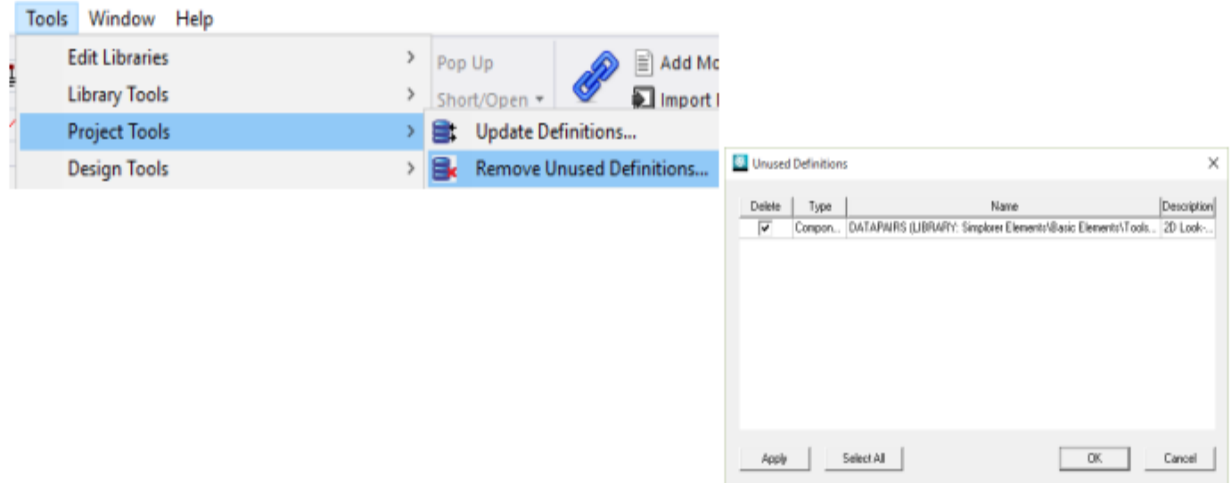 Tools Window Help
Edit Libraries
Library Tools
Project Tools
Design Tools
Pop Up
Short/Open
Add Mo
Import
Update Definitions...
Remove Unused Definitions...
Unused Definitions
Delete Type Name Description
Compon... DATAPAIRS (LIBRARY: Simplorer Elements\Basic Elements\Tools... 2D Look-...
Apply Select All OK Cancel